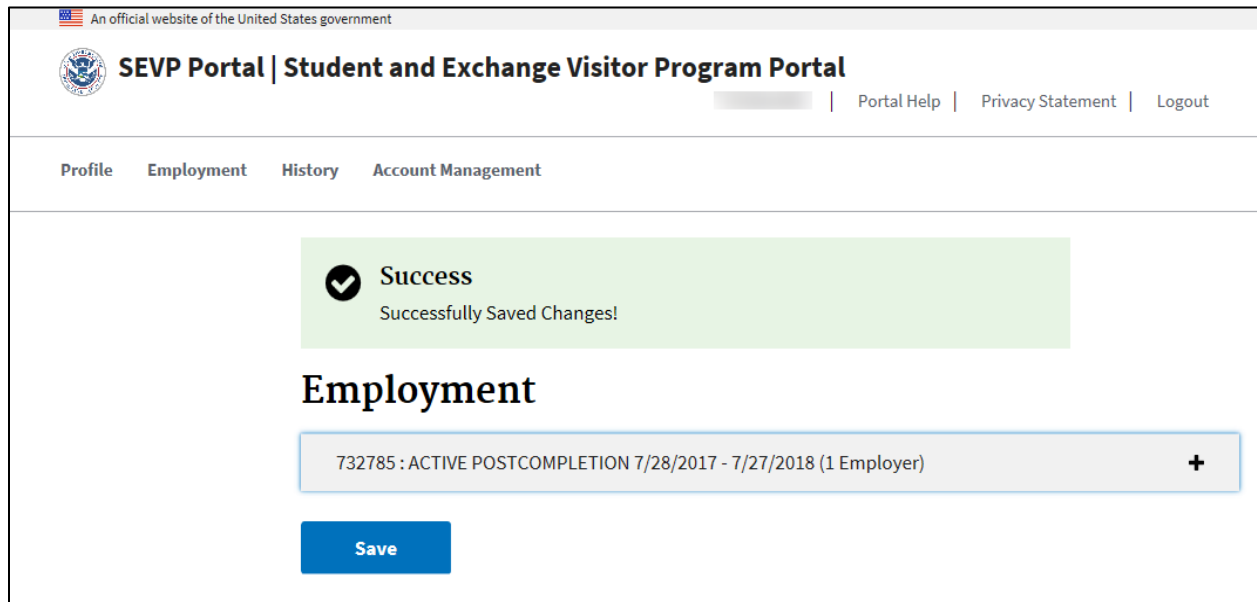 An official website of the United States government
SEVP Portal | Student and Exchange Visitor Program Portal
| Portal Help | Privacy Statement | Logout
Profile Employment History Account Management
Success
Successfully Saved Changes!
Employment
732785 : ACTIVE POSTCOMPLETION 7/28/2017 - 7/27/2018 (1 Employer)
Save